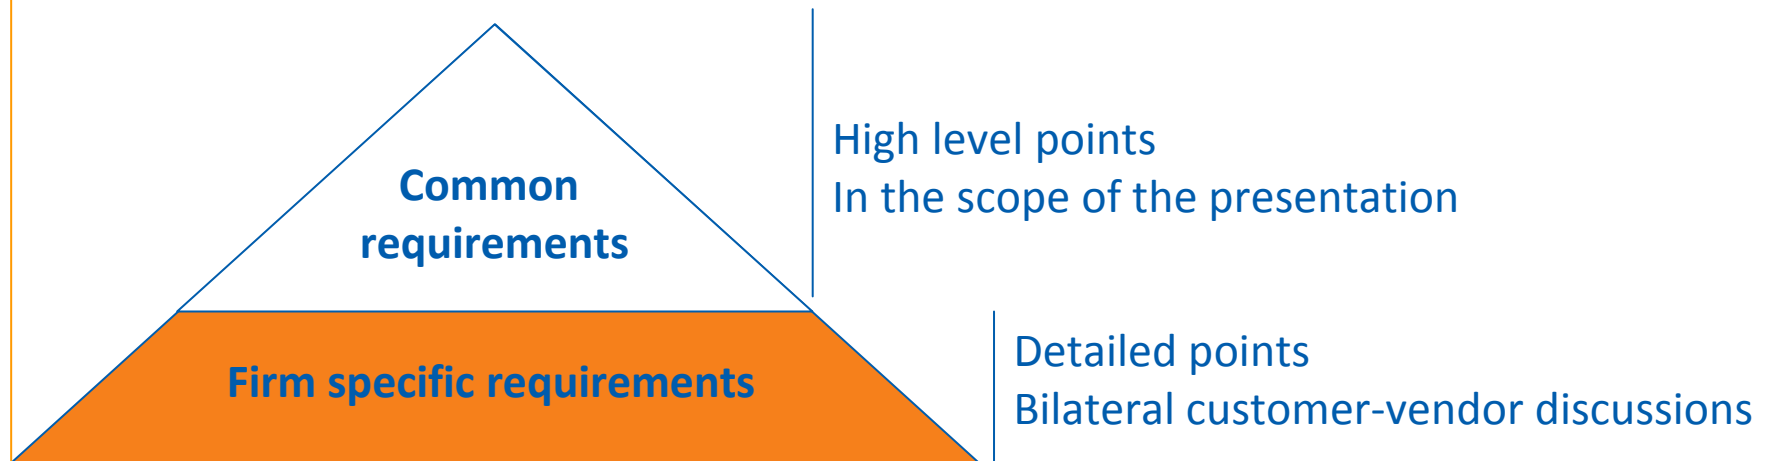 Common
requirements
High level points
In the scope of the presentation
Firm specific requirements
Detailed points
Bilateral customer-vendor discussions